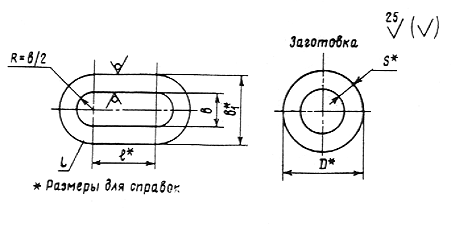 25
(√)
Заготовка
R = в/2
S*
в
в₁*
l*
L
D*
* Размеры для справок